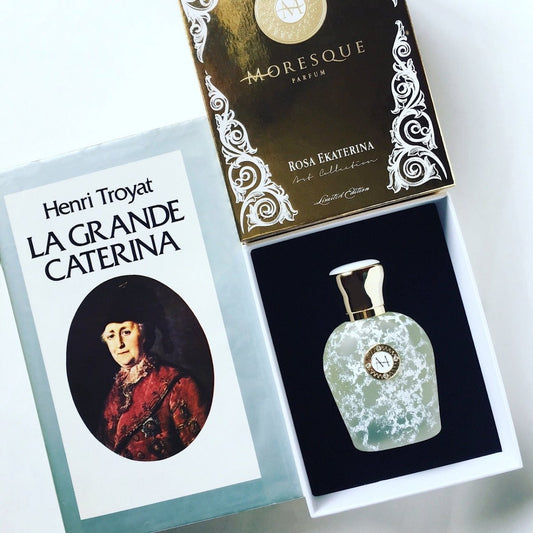 Henri Troyat
LA GRANDE
CATERINA
MORESQUE
PARFUM
ROSA EKATERINA
Art Collection
Limited Edition